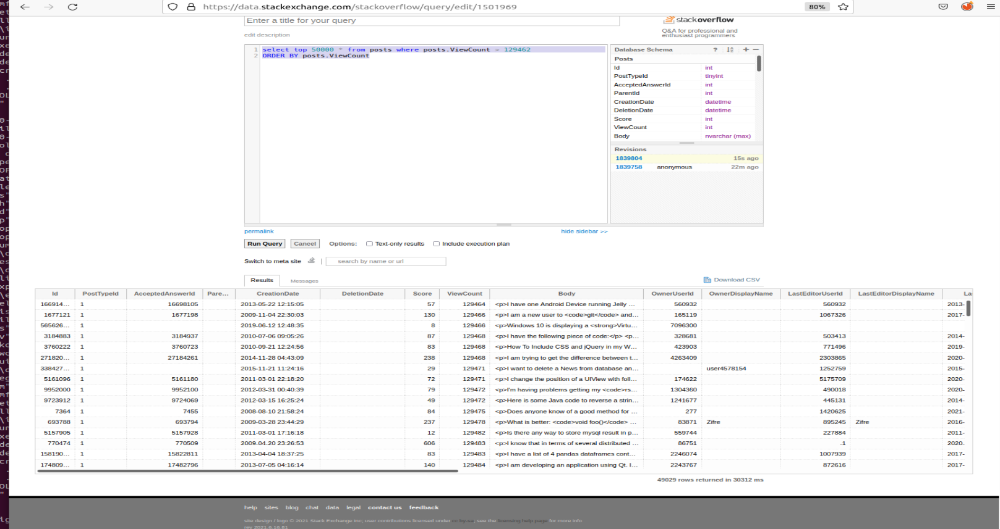 https://data.stackexchange.com/stackoverflow/query/edit/1501969
80%
Enter a title for your query
edit description
stackoverflow
Q&A for professional and
enthusiast programmers
1 select top 50000 * from posts where posts.ViewCount > 129462
2 ORDER BY posts.ViewCount
Database Schema ?
Posts
Id int
PostTypeId tinyint
AcceptedAnswerId int
ParentId int
CreationDate datetime
DeletionDate datetime
Score int
ViewCount int
Body nvarchar (max)
Revisions
1839804 15s ago
1839758 anonymous 22m ago
permalink hide sidebar >>
Run Query Cancel Options: Text-only results Include execution plan
Switch to meta site | search by name or url
Results Messages Download CSV
Id PostTypeId AcceptedAnswerId Pare... CreationDate DeletionDate Score ViewCount Body OwnerUserId OwnerDisplayName LastEditorUserId LastEditorDisplayName La
166914... 1 16698105 2013-05-22 12:15:05 57 129464 <p>I have one Android Device running Jelly ... 560932 560932 2013-
1677121 1 1677198 2009-11-04 22:30:03 130 129466 <p>I am a new user to <code>git</code> and... 165119 1067326 2017-
565626... 1 2019-06-12 12:48:35 8 129466 <p>Windows 10 is displaying a <strong>Virtu... 7096300
3184883 1 3184937 2010-07-06 09:05:26 87 129468 <p>I have the following piece of code:</p> <p... 328681 503413 2014-
3760222 1 3760723 2010-09-21 12:24:56 83 129468 <p>How To Include CSS and jQuery in my W... 423903 771496 2019-
271820... 1 27184261 2014-11-28 04:43:09 238 129468 <p>I am trying to get the difference between t... 4263409 2303865 2020-
338427... 1 2015-11-21 11:24:16 29 129471 <p>I want to delete a News from database an... user4578154 1252759 2015-
5161096 1 5161180 2011-03-01 22:18:20 72 129471 <p>I change the position of a UIView with foll... 174622 5175709 2020-
9952000 1 9952100 2012-03-31 00:40:39 79 129472 <p>I'm having problems getting my <code>rs... 1304360 490018 2020-
9723912 1 9724069 2012-03-15 16:25:24 49 129472 <p>Here is some Java code to reverse a strin... 1241677 445131 2014-
7364 1 7455 2008-08-10 21:58:24 84 129475 <p>Does anyone know of a good method for ... 277 1420625 2021-
693788 1 693794 2009-03-28 23:44:29 237 129478 <p>What is better: <code>void foo()</code> ... 83871 Zifre 895245 Zifre 2016-
5157905 1 5157928 2011-03-01 17:16:18 12 129482 <p>Is there any way to store mysql result in p... 559744 227884 2011-
770474 1 770509 2009-04-20 23:26:53 606 129483 <p>I know that in terms of several distributed ... 86751 -1 2020-
158190... 1 15822811 2013-04-04 18:37:25 83 129483 <p>I have a list of 4 pandas dataframes cont... 2246074 1007939 2017-
174809... 1 17482796 2013-07-05 04:16:14 140 129484 <p>I am developing an application using Qt. I... 2243767 872616 2017-
49029 rows returned in 30312 ms
help sites blog chat data legal contact us feedback
site design / logo © 2021 Stack Exchange Inc; user contributions licensed under cc by-sa. see the licensing help page for more info
rev 2021.6.16.81